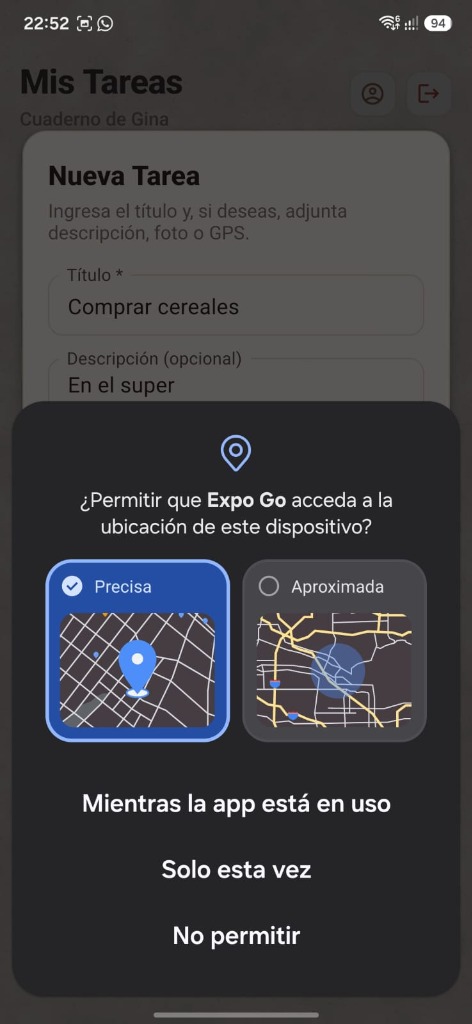 22:52
6
94
Mis Tareas
Cuaderno de Gina
Nueva Tarea
Ingresa el título y, si deseas, adjunta
descripción, foto o GPS.
Título *
Comprar cereales
Descripción (opcional)
En el super
¿Permitir que Expo Go acceda a la
ubicación de este dispositivo?
Precisa
Aproximada
Mientras la app está en uso
Solo esta vez
No permitir